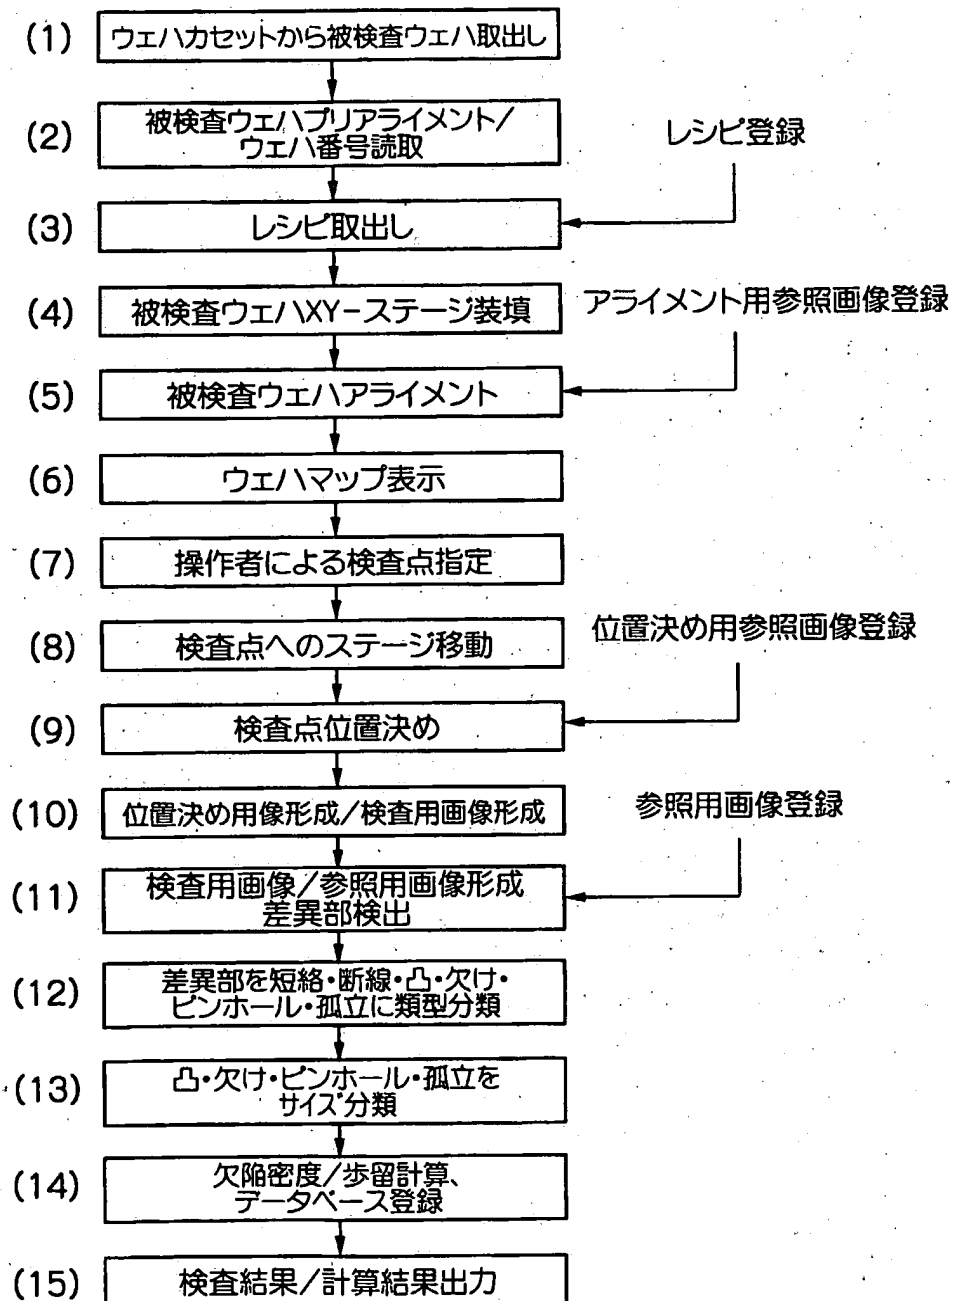 (1) ウェハカセットから被検査ウェハ取出し
(2) 被検査ウェハプリアライメント/
ウェハ番号読取
レシピ登録
(3) レシピ取出し
(4) 被検査ウェハXY-ステージ装填
アライメント用参照画像登録
(5) 被検査ウェハアライメント
(6) ウェハマップ表示
(7) 操作者による検査点指定
(8) 検査点へのステージ移動
位置決め用参照画像登録
(9) 検査点位置決め
(10) 位置決め用像形成/検査用画像形成
参照用画像登録
(11) 検査用画像/参照用画像形成
差異部検出
(12) 差異部を短絡・断線・凸・欠け・
ピンホール・孤立に類型分類
(13) 凸・欠け・ピンホール・孤立を
サイズ分類
(14) 欠陥密度/歩留計算、
データベース登録
(15) 検査結果/計算結果出力